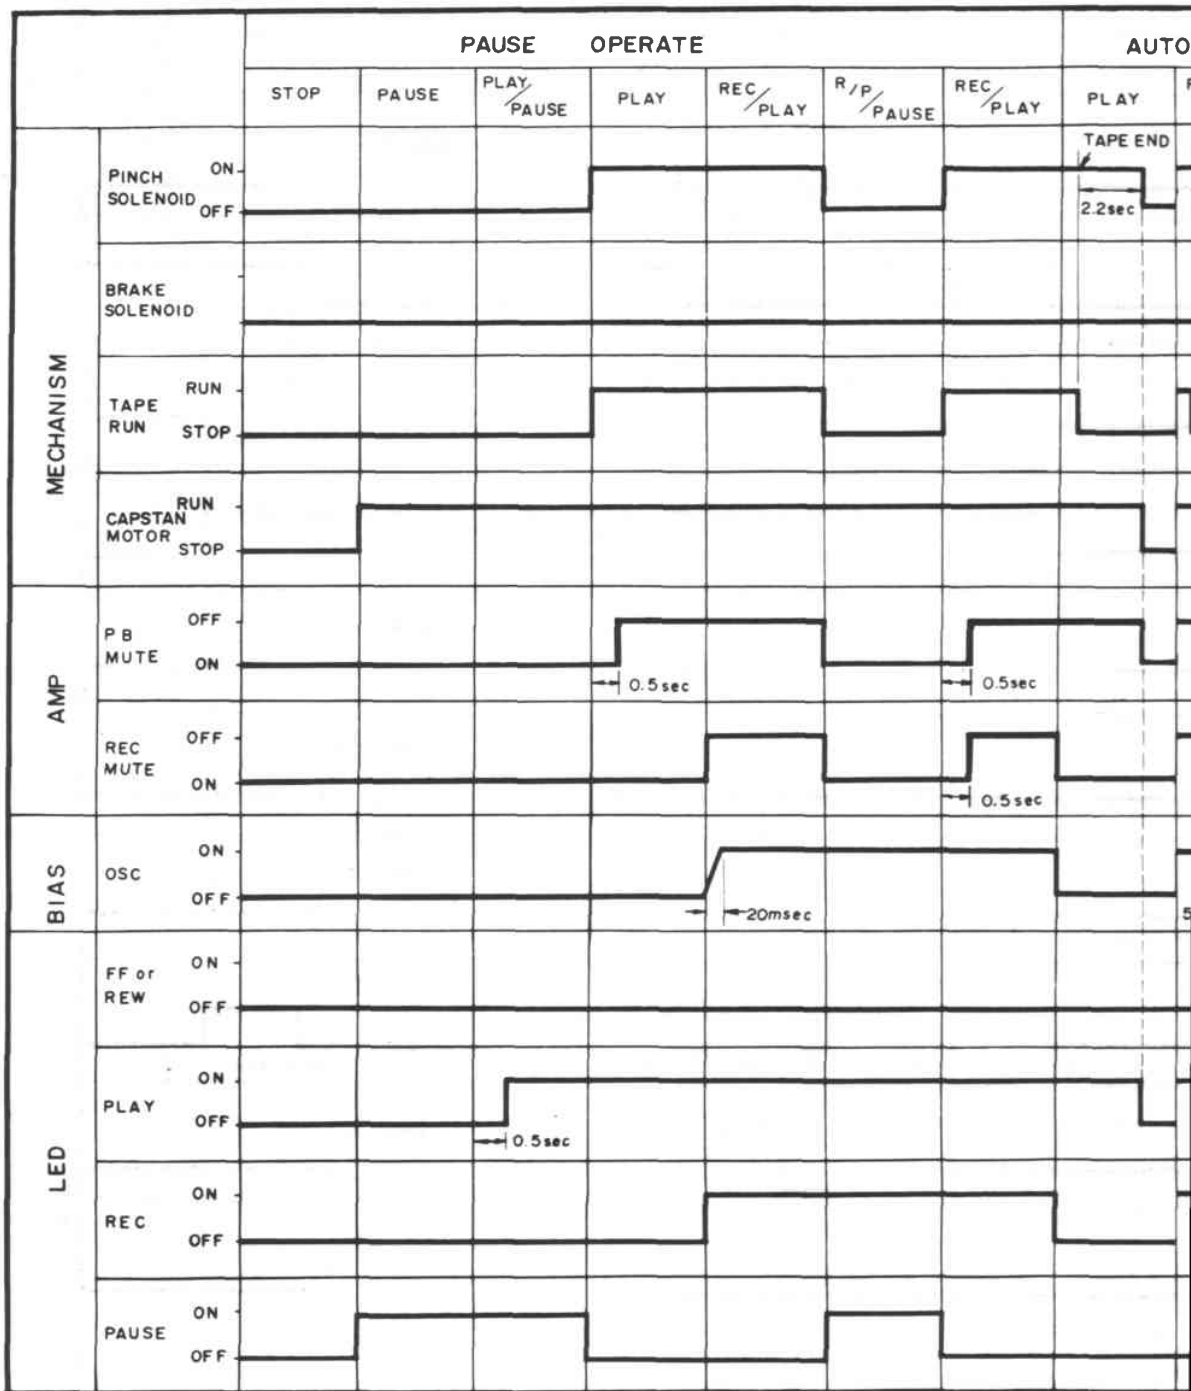 PAUSE OPERATE AUTO
STOP PAUSE PLAY/PAUSE PLAY REC/PLAY R/P/PAUSE REC/PLAY PLAY
MECHANISM
PINCH SOLENOID
ON
OFF
TAPE END
2.2sec
BRAKE SOLENOID
TAPE RUN
RUN
STOP
CAPSTAN MOTOR
RUN
STOP
AMP
PB MUTE
OFF
ON
0.5sec
0.5sec
REC MUTE
OFF
ON
0.5sec
BIAS
OSC
ON
OFF
20msec
5
LED
FF or REW
ON
OFF
PLAY
ON
OFF
0.5sec
REC
ON
OFF
PAUSE
ON
OFF